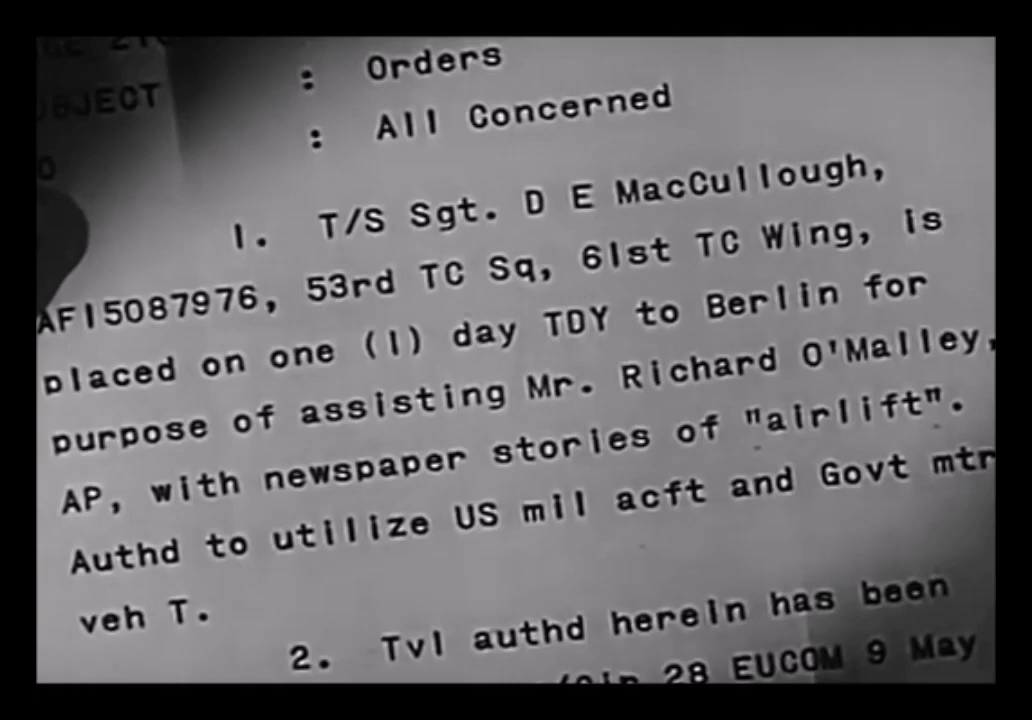 BJECT : Orders
O : All Concerned
1. T/S Sgt. D E MacCullough,
AF15087976, 53rd TC Sq, 61st TC Wing, is
placed on one (1) day TDY to Berlin for
purpose of assisting Mr. Richard O'Malley,
AP, with newspaper stories of "airlift".
Authd to utilize US mil acft and Govt mtr
veh T.
2. Tvl authd herein has been
28 EUCOM 9 May